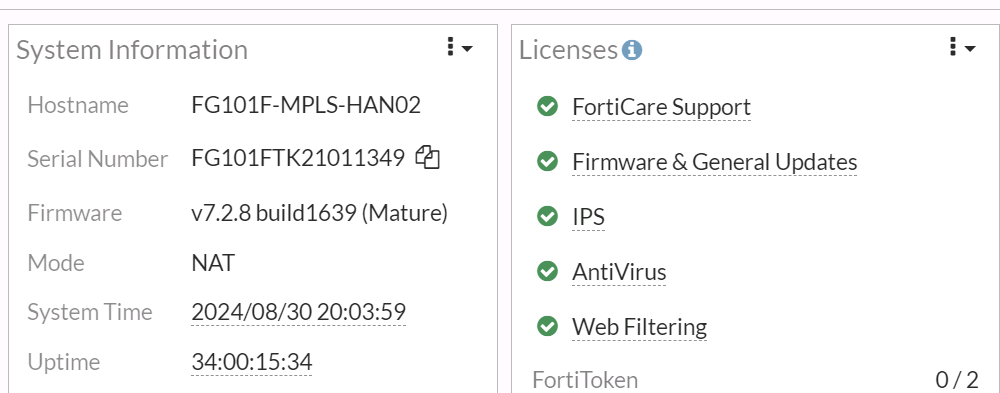 System Information
Hostname FG101F-MPLS-HAN02
Serial Number FG101FTK21011349
Firmware v7.2.8 build1639 (Mature)
Mode NAT
System Time 2024/08/30 20:03:59
Uptime 34:00:15:34
Licenses
FortiCare Support
Firmware & General Updates
IPS
AntiVirus
Web Filtering
FortiToken 0 / 2